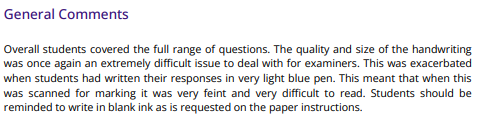 General Comments
Overall students covered the full range of questions. The quality and size of the handwriting
was once again an extremely difficult issue to deal with for examiners. This was exacerbated
when students had written their responses in very light blue pen. This meant that when this
was scanned for marking it was very feint and very difficult to read. Students should be
reminded to write in blank ink as is requested on the paper instructions.